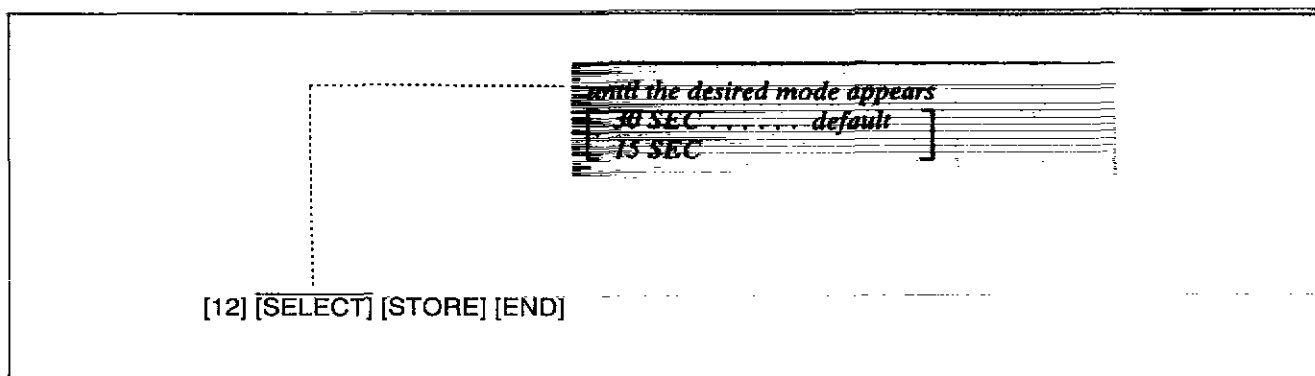 until the desired mode appears
30 SEC . . . . . . default
15 SEC
[12] [SELECT] [STORE] [END]